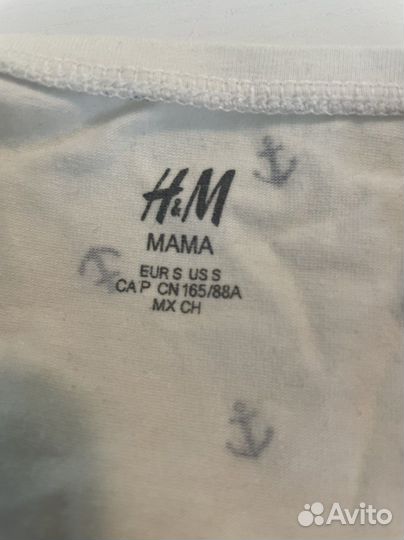 H&M
MAMA
EUR S US S
CA P CN 165/88A
MX CH
Avito